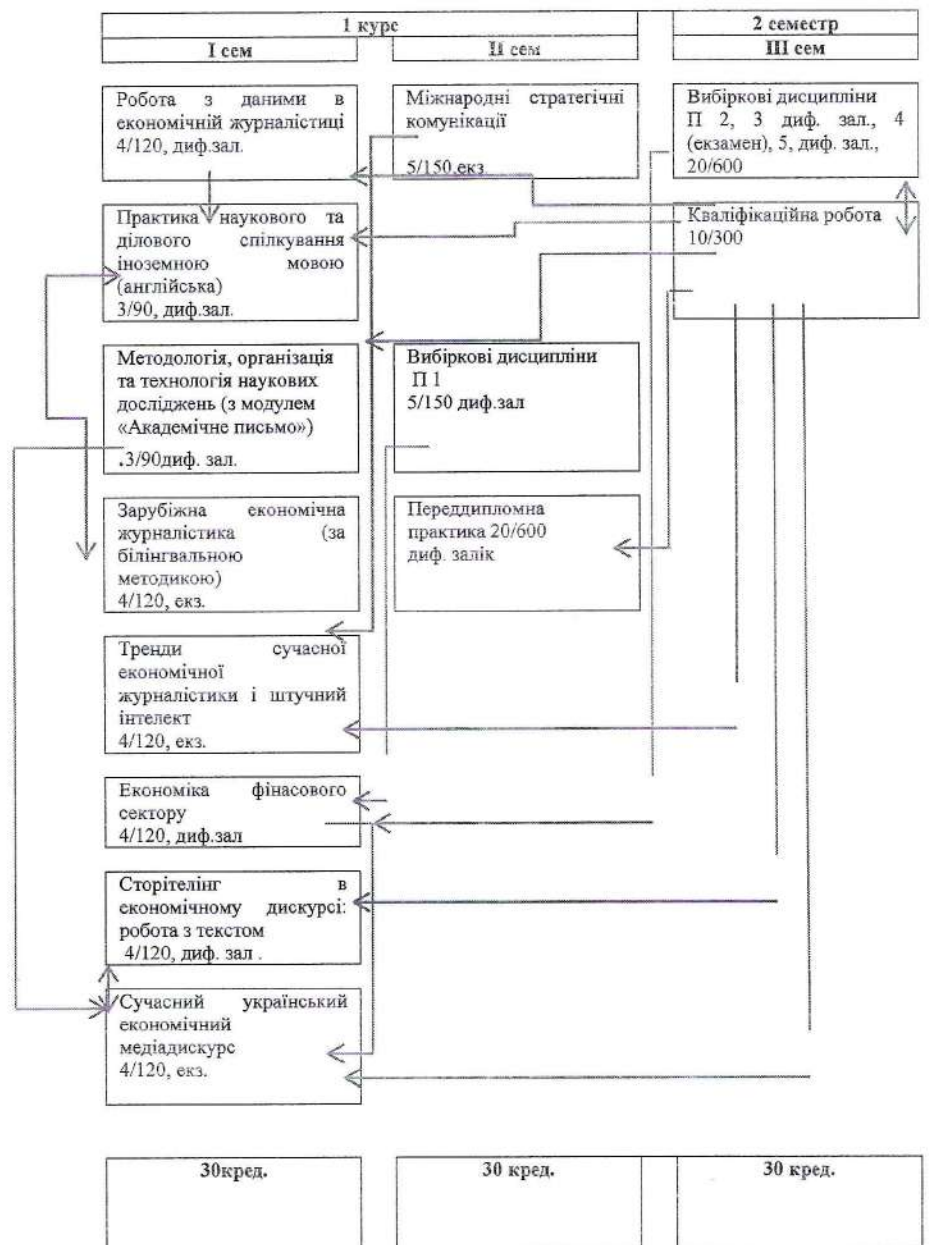 1 курс
2 семестр
I сем
II сем
III сем
Робота з даними в
економічній журналістиці
4/120, диф.зал.
Практика наукового та
ділового спілкування
іноземною мовою
(англійська)
3/90, диф.зал.
Методологія, організація
та технологія наукових
досліджень (з модулем
«Академічне письмо»)
.3/90диф. зал.
Зарубіжна економічна
журналістика (за
білінгвальною
методикою)
4/120, екз.
Тренди сучасної
економічної
журналістики і штучний
інтелект
4/120, екз.
Економіка фінасового
сектору
4/120, диф.зал
Сторітелінг в
економічному дискурсі:
робота з текстом
4/120, диф. зал .
Сучасний український
економічний
медіадискурс
4/120, екз.
Міжнародні стратегічні
комунікації
5/150,екз
Вибіркові дисципліни
П 1
5/150 диф.зал
Переддипломна
практика 20/600
диф. залік
Вибіркові дисципліни
П 2, 3 диф. зал., 4
(екзамен), 5, диф. зал.,
20/600
Кваліфікаційна робота
10/300
30кред.
30 кред.
30 кред.